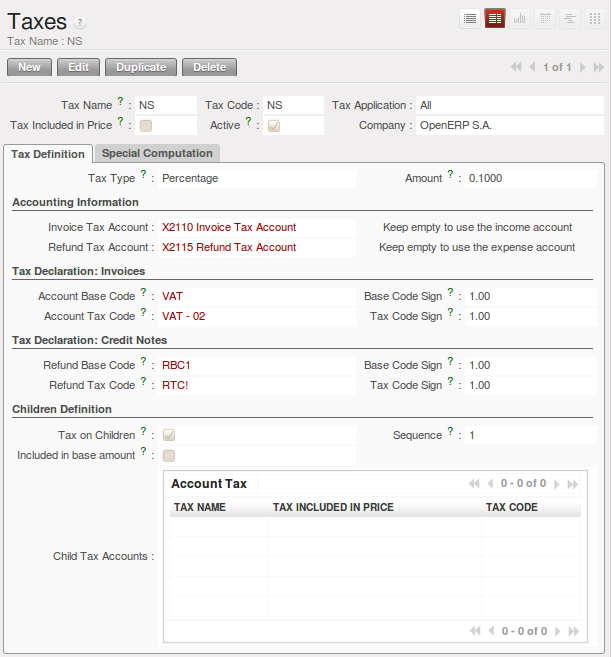 Taxes ?
Tax Name : NS
New Edit Duplicate Delete 1 of 1
Tax Name ? : NS Tax Code : NS Tax Application : All
Tax Included in Price ? : Active ? : Company : OpenERP S.A.
Tax Definition Special Computation
Tax Type ? : Percentage Amount ? : 0.1000
Accounting Information
Invoice Tax Account : X2110 Invoice Tax Account Keep empty to use the income account
Refund Tax Account : X2115 Refund Tax Account Keep empty to use the expense account
Tax Declaration: Invoices
Account Base Code ? : VAT Base Code Sign ? : 1.00
Account Tax Code ? : VAT - 02 Tax Code Sign ? : 1.00
Tax Declaration: Credit Notes
Refund Base Code ? : RBC1 Base Code Sign ? : 1.00
Refund Tax Code ? : RTC! Tax Code Sign ? : 1.00
Children Definition
Tax on Children ? : Sequence ? : 1
Included in base amount ? :
Account Tax 0 - 0 of 0
TAX NAME TAX INCLUDED IN PRICE TAX CODE
Child Tax Accounts :
0 - 0 of 0